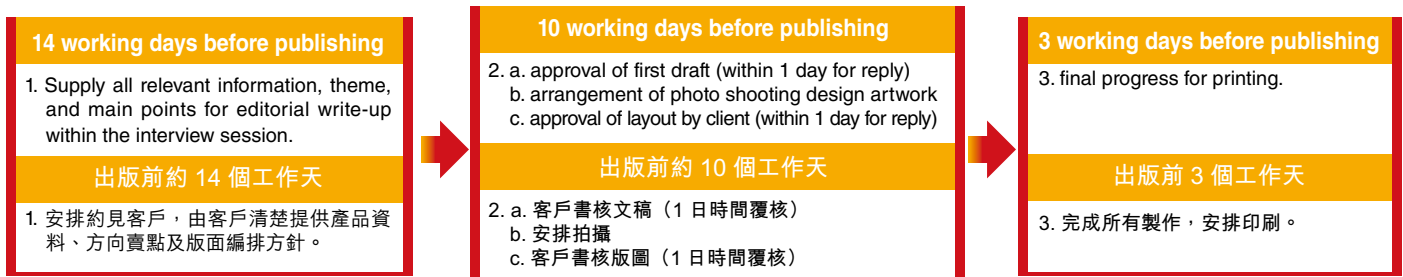 14 working days before publishing
1. Supply all relevant information, theme,
and main points for editorial write-up
within the interview session.
出版前約 14 個工作天
1. 安排約見客戶，由客戶清楚提供產品資
料、方向賣點及版面編排方針。
10 working days before publishing
2. a. approval of first draft (within 1 day for reply)
b. arrangement of photo shooting design artwork
c. approval of layout by client (within 1 day for reply)
出版前約 10 個工作天
2. a. 客戶書核文稿（1 日時間覆核）
b. 安排拍攝
c. 客戶書核版圖（1 日時間覆核）
3 working days before publishing
3. final progress for printing.
出版前 3 個工作天
3. 完成所有製作，安排印刷。